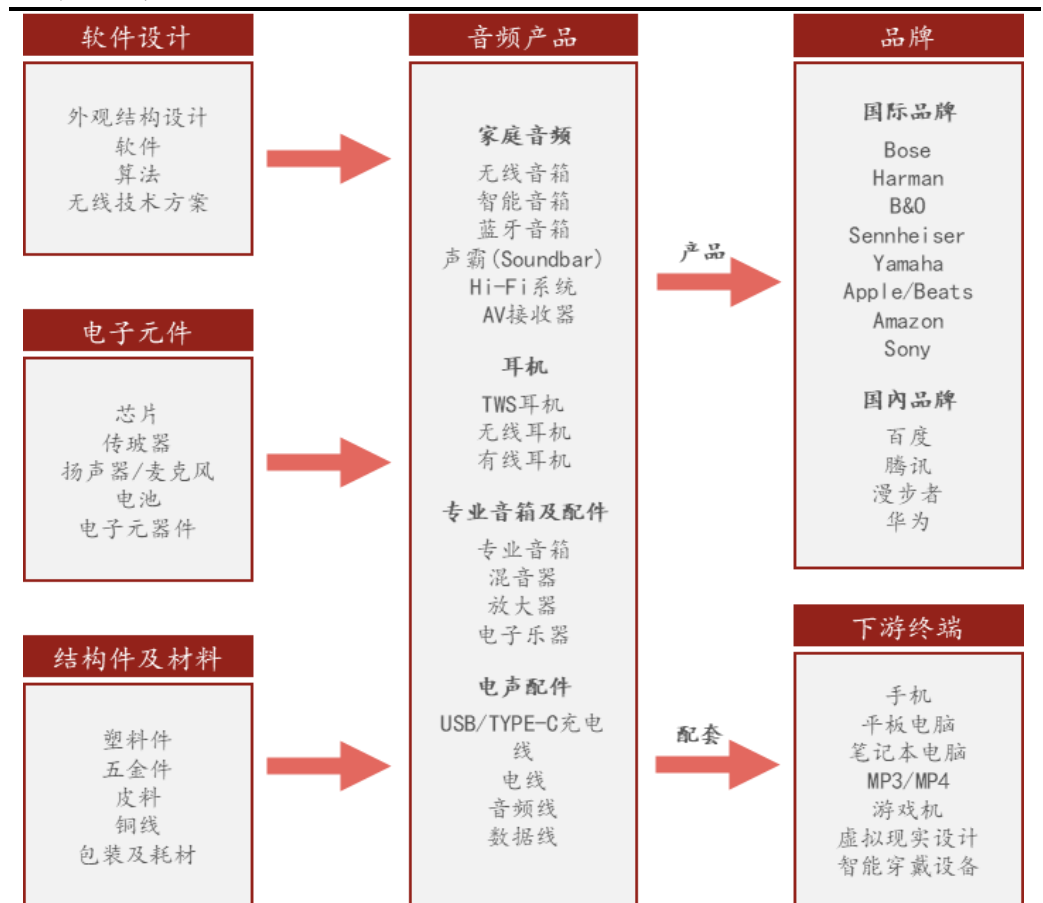 软件设计
外观结构设计
软件
算法
无线技术方案
电子元件
芯片
传玻器
扬声器/麦克风
电池
电子元器件
结构件及材料
塑料件
五金件
皮料
铜线
包装及耗材
音频产品
家庭音频
无线音箱
智能音箱
蓝牙音箱
声霸(Soundbar)
Hi-Fi系统
AV接收器
耳机
TWS耳机
无线耳机
有线耳机
专业音箱及配件
专业音箱
混音器
放大器
电子乐器
电声配件
USB/TYPE-C充电
线
电线
音频线
数据线
产品
配套
品牌
国际品牌
Bose
Harman
B&O
Sennheiser
Yamaha
Apple/Beats
Amazon
Sony
国内品牌
百度
腾讯
漫步者
华为
下游终端
手机
平板电脑
笔记本电脑
MP3/MP4
游戏机
虚拟现实设计
智能穿戴设备